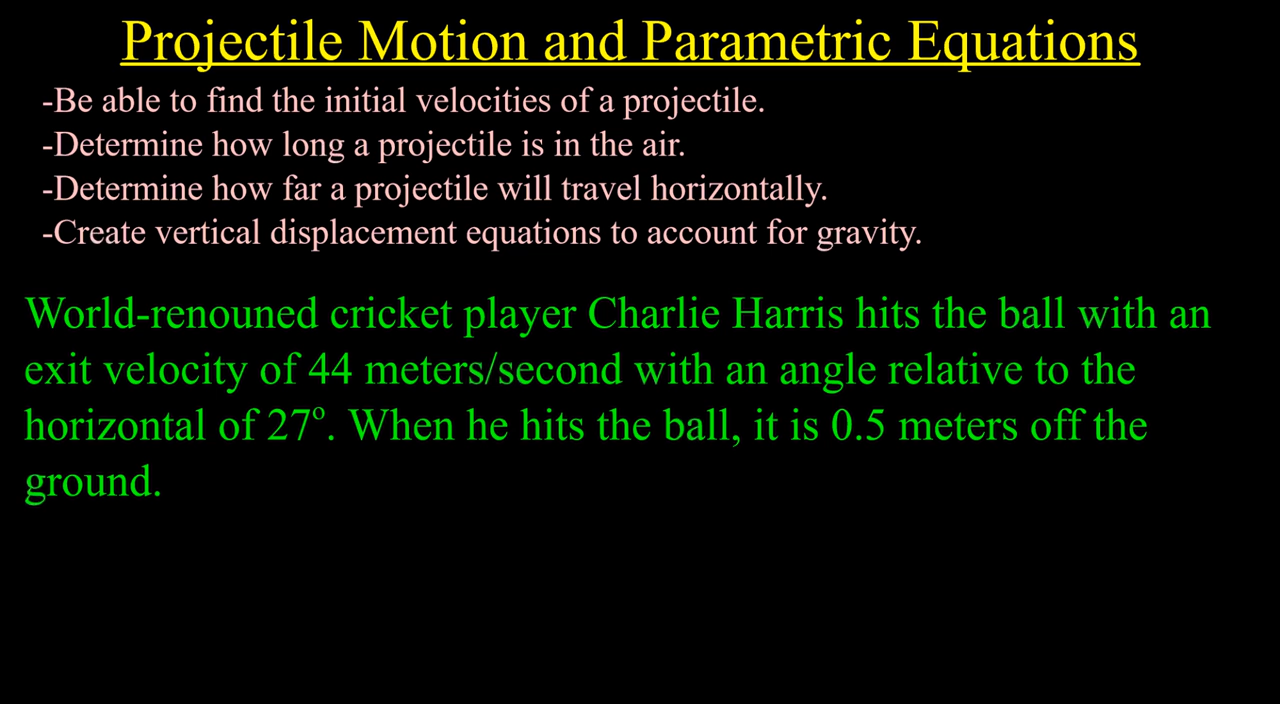 Projectile Motion and Parametric Equations
-Be able to find the initial velocities of a projectile.
-Determine how long a projectile is in the air.
-Determine how far a projectile will travel horizontally.
-Create vertical displacement equations to account for gravity.
World-renouned cricket player Charlie Harris hits the ball with an
exit velocity of 44 meters/second with an angle relative to the
horizontal of 27º. When he hits the ball, it is 0.5 meters off the
ground.